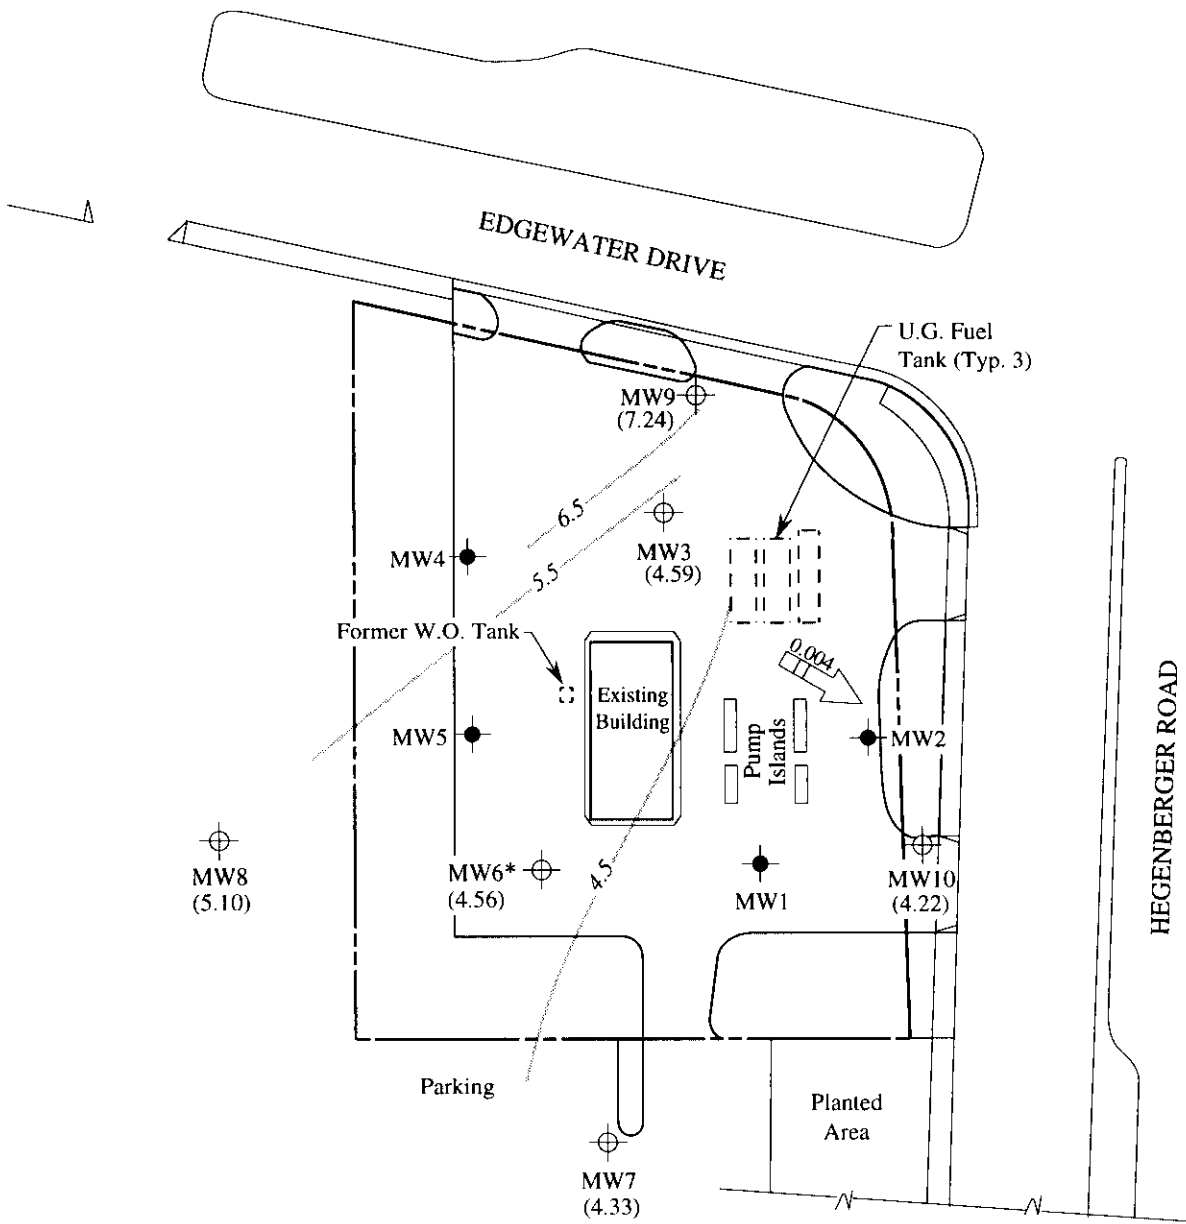 EDGEWATER DRIVE
U.G. Fuel
Tank (Typ. 3)
MW9
(7.24)
6.5
MW3
(4.59)
MW4
5.5
Former W.O. Tank
0.004
Existing
Building
MW5
Pump
Islands
MW2
HEGENBERGER ROAD
MW8
(5.10)
MW6*
(4.56)
4.5
MW1
MW10
(4.22)
Parking
Planted
Area
MW7
(4.33)